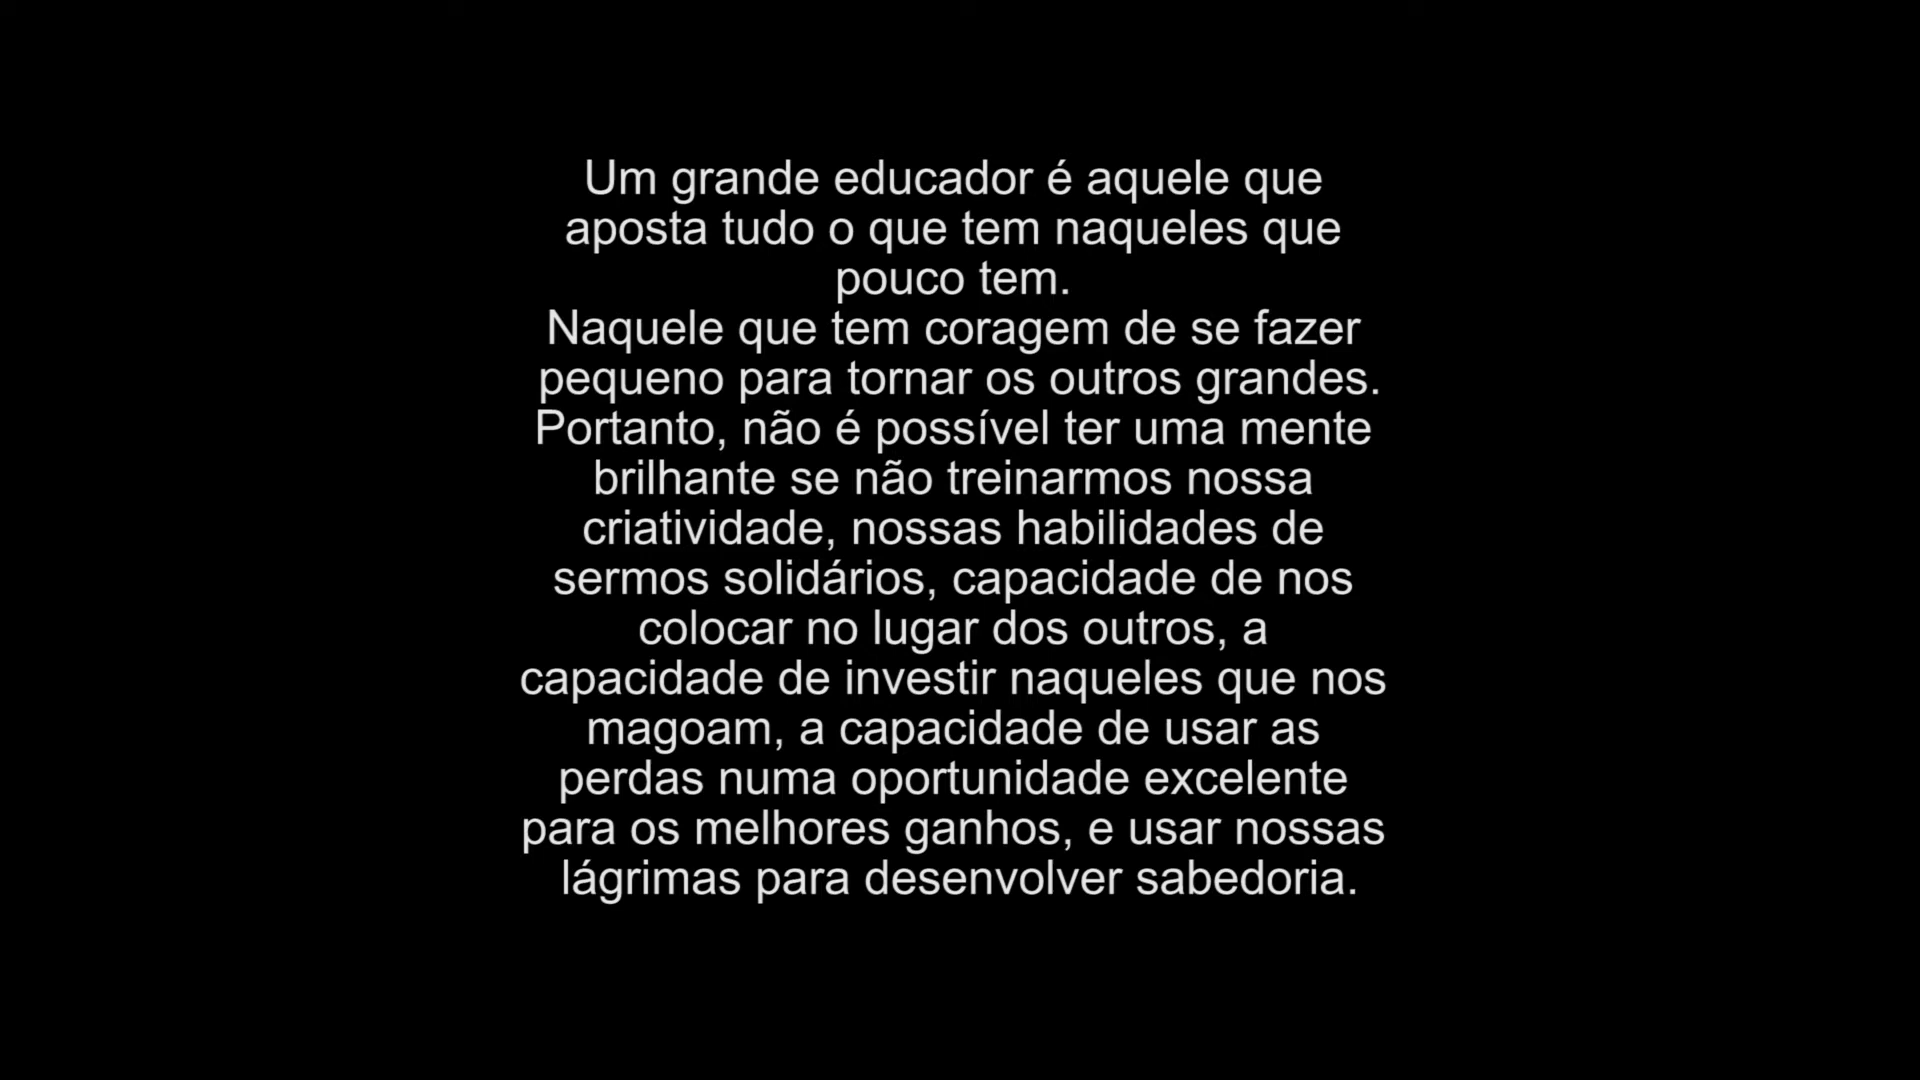 Um grande educador é aquele que
aposta tudo o que tem naqueles que
pouco tem.
Naquele que tem coragem de se fazer
pequeno para tornar os outros grandes.
Portanto, não é possível ter uma mente
brilhante se não treinarmos nossa
criatividade, nossas habilidades de
sermos solidários, capacidade de nos
colocar no lugar dos outros, a
capacidade de investir naqueles que nos
magoam, a capacidade de usar as
perdas numa oportunidade excelente
para os melhores ganhos, e usar nossas
lágrimas para desenvolver sabedoria.